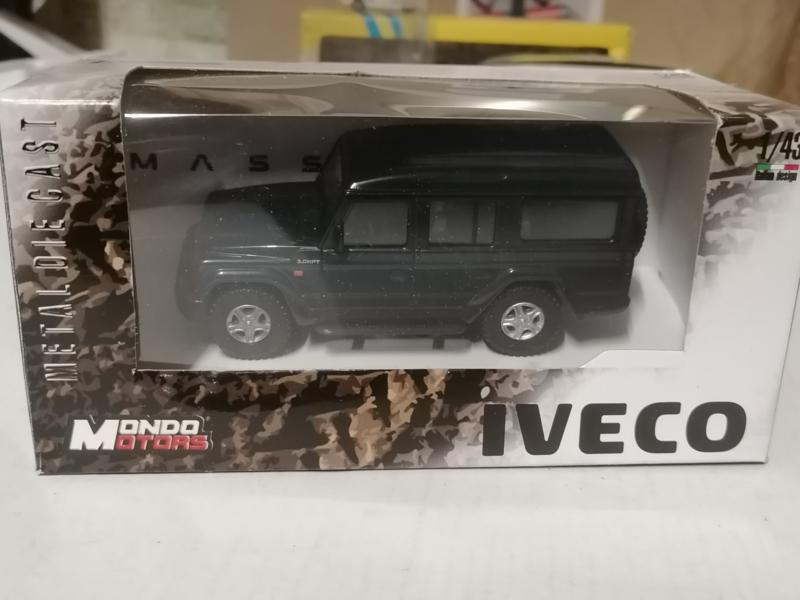 METAL DIE CAST
MASS
1/43
Italian design
3.0HPT
MONDO
MOTORS
IVECO